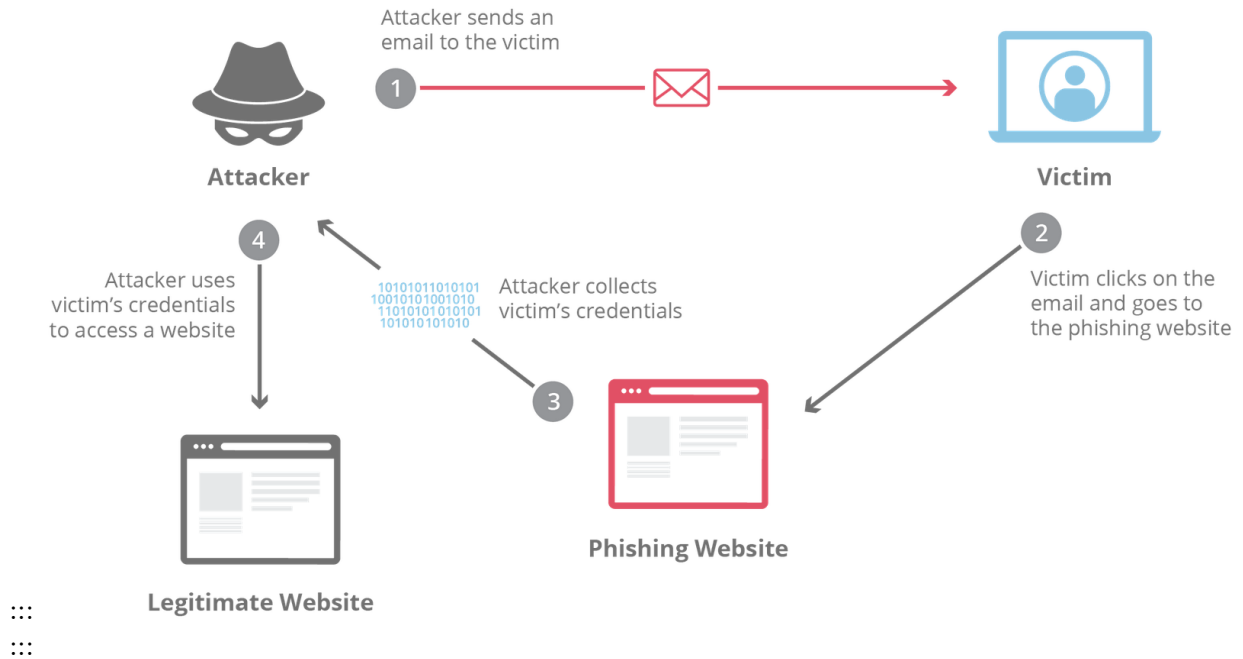 Attacker sends an
email to the victim
1
Attacker
Victim
2
Victim clicks on the
email and goes to
the phishing website
4
Attacker uses
victim’s credentials
to access a website
10101011010101
10010101001010
11010101010101
101010101010
Attacker collects
victim’s credentials
3
Phishing Website
Legitimate Website
:::
:::